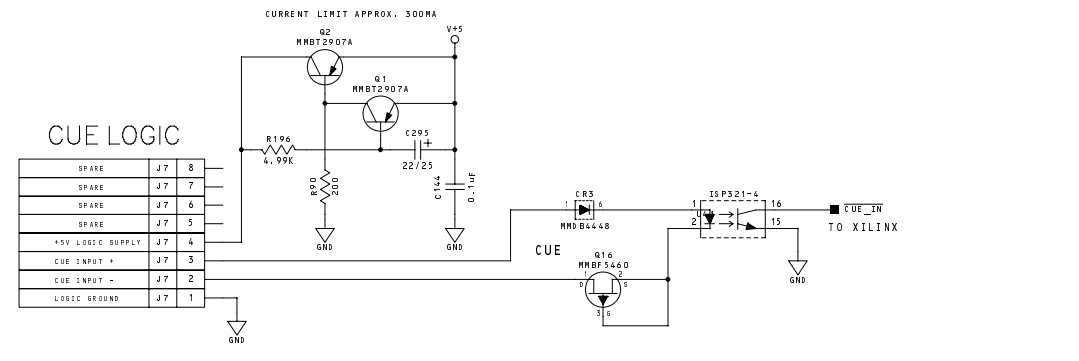 CURRENT LIMIT APPROX. 300MA
V+5
Q2
MMBT2907A
Q1
MMBT2907A
CUE LOGIC
R196
4.99K
C295
+
22/25
R90
200
C144
0.1uF
GND
GND
SPARE J7 8
SPARE J7 7
SPARE J7 6
SPARE J7 5
+5V LOGIC SUPPLY J7 4
CUE INPUT + J7 3
CUE INPUT - J7 2
LOGIC GROUND J7 1
GND
CR3
1 6
MMDB4448
CUE
Q16
MMBF5460
1 2
D S
3 G
ISP321-4
1 16
2 15
CUE_IN
TO XILINX
GND